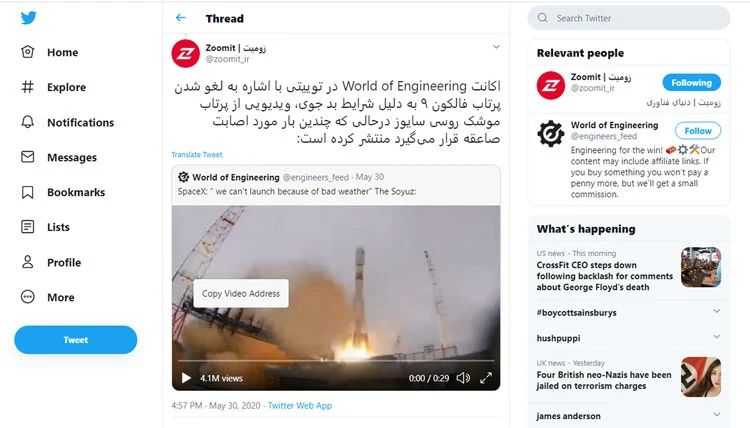 Thread
Search Twitter
Home
Explore
Notifications
Messages
Bookmarks
Lists
Profile
More
Tweet
Zoomit | زومیت
@zoomit_ir
اکانت World of Engineering در توییتی با اشاره به لغو شدن
پرتاب فالکون ۹ به دلیل شرایط بد جوی، ویدیویی از پرتاب
موشک روسی سایوز درحالی که چندین بار مورد اصابت
صاعقه قرار می‌گیرد منتشر کرده است:
Translate Tweet
World of Engineering @engineers_feed · May 30
SpaceX: " we can't launch because of bad weather" The Soyuz:
Copy Video Address
4.1M views
0:00 / 0:29
4:57 PM · May 30, 2020 · Twitter Web App
Relevant people
Zoomit | زومیت
@zoomit_ir
Following
زومیت | دنیای فناوری
World of Engineering
@engineers_feed
Follow
Engineering for the win! 🧰⚙️🛠️Our
content may include affiliate links. If
you buy something you won't pay a
penny more, but we'll get a small
commission.
What's happening
US news · This morning
CrossFit CEO steps down
following backlash for comments
about George Floyd's death
#boycottsainsburys
hushpuppi
UK news · Yesterday
Four British neo-Nazis have been
jailed on terrorism charges
james anderson